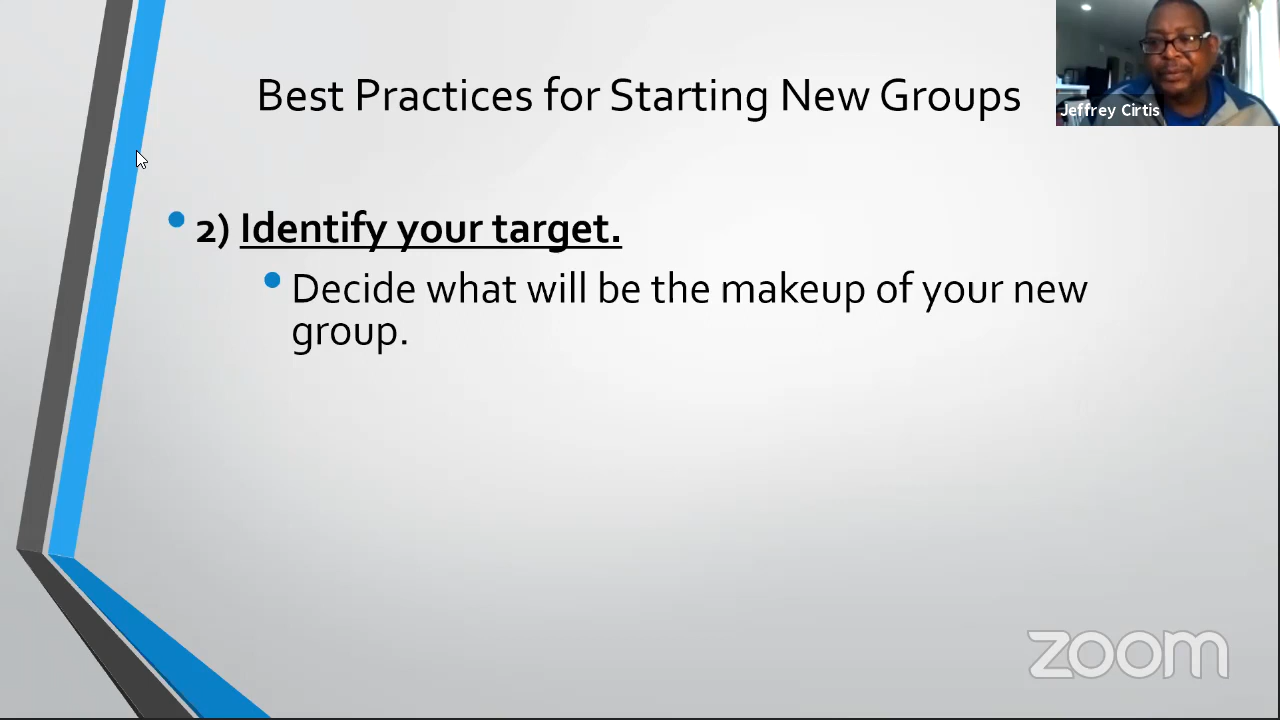 Best Practices for Starting New Groups
Jeffrey Cirtis
2) Identify your target.
Decide what will be the makeup of your new
group.
zoom